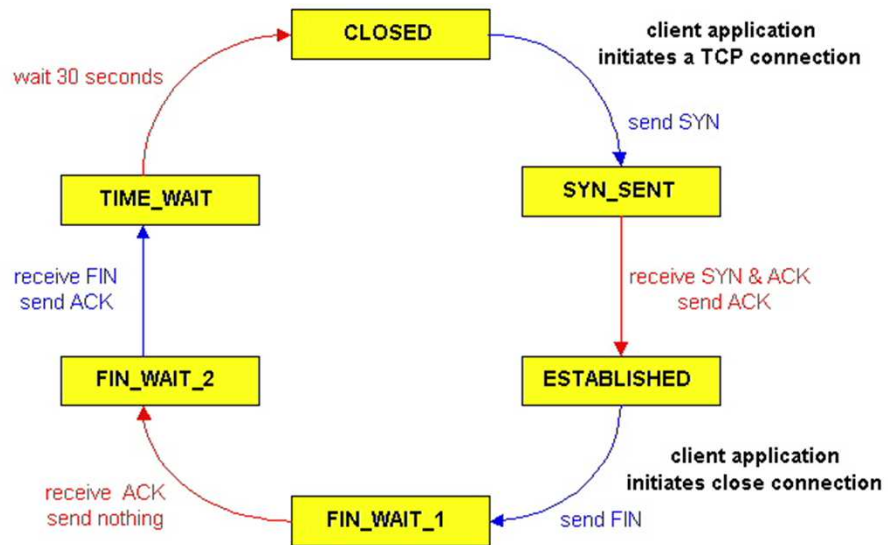 CLOSED
client application
initiates a TCP connection
wait 30 seconds
send SYN
TIME_WAIT
SYN_SENT
receive FIN
send ACK
receive SYN & ACK
send ACK
FIN_WAIT_2
ESTABLISHED
client application
initiates close connection
receive ACK
send nothing
FIN_WAIT_1
send FIN